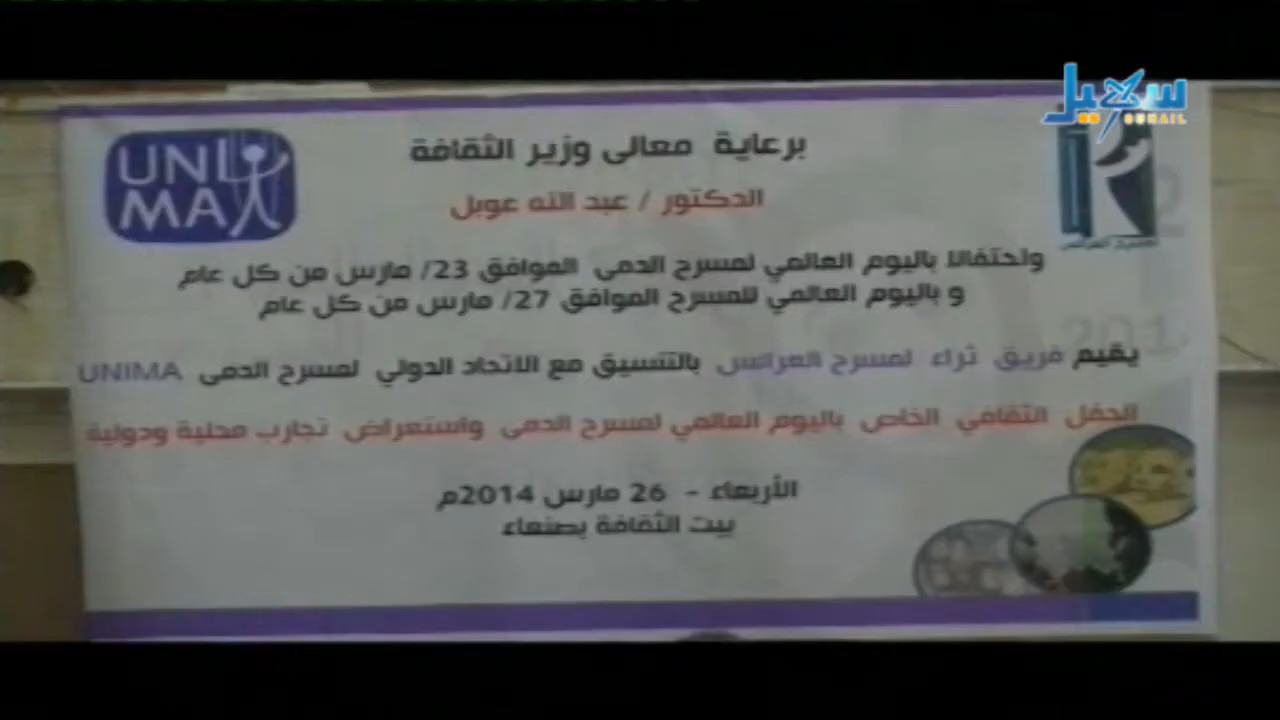 سهيل
SUHAIL
UNI
MA
برعاية معالى وزير الثقافة
الدكتور / عبد الله عوبل
واحتفالا باليوم العالمي لمسرح الدمى الموافق 23/ مارس من كل عام
و باليوم العالمي للمسرح الموافق 27/ مارس من كل عام
يقيم فريق ثراء لمسرح العرائس بالتنسيق مع الاتحاد الدولي لمسرح الدمى UNIMA
الحفل الثقافي الخاص باليوم العالمي لمسرح الدمى واستعراض تجارب محلية ودولية
الأربعاء - 26 مارس 2014م
بيت الثقافة بصنعاء